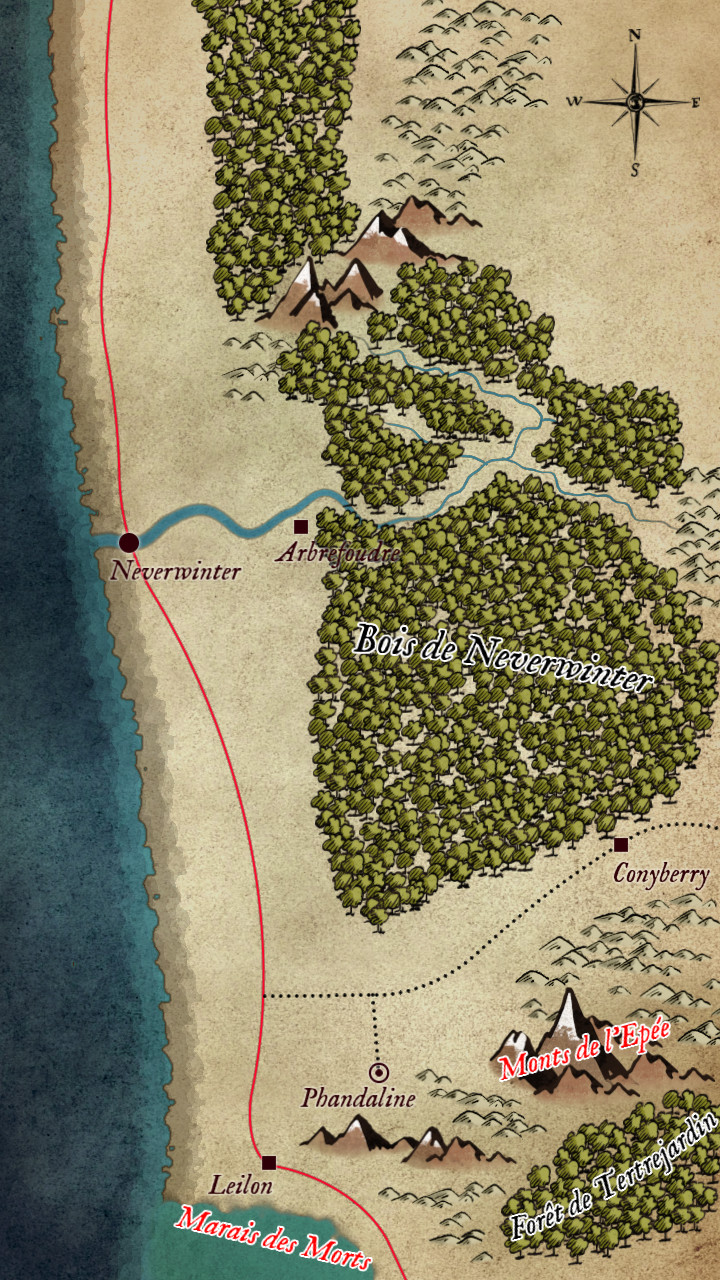 N
W
E
S
Neverwinter
Arbrefoudre
Bois de Neverwinter
Conyberry
Monts de l'Epée
Phandaline
Forêt de Tertrejardin
Leilon
Marais des Morts